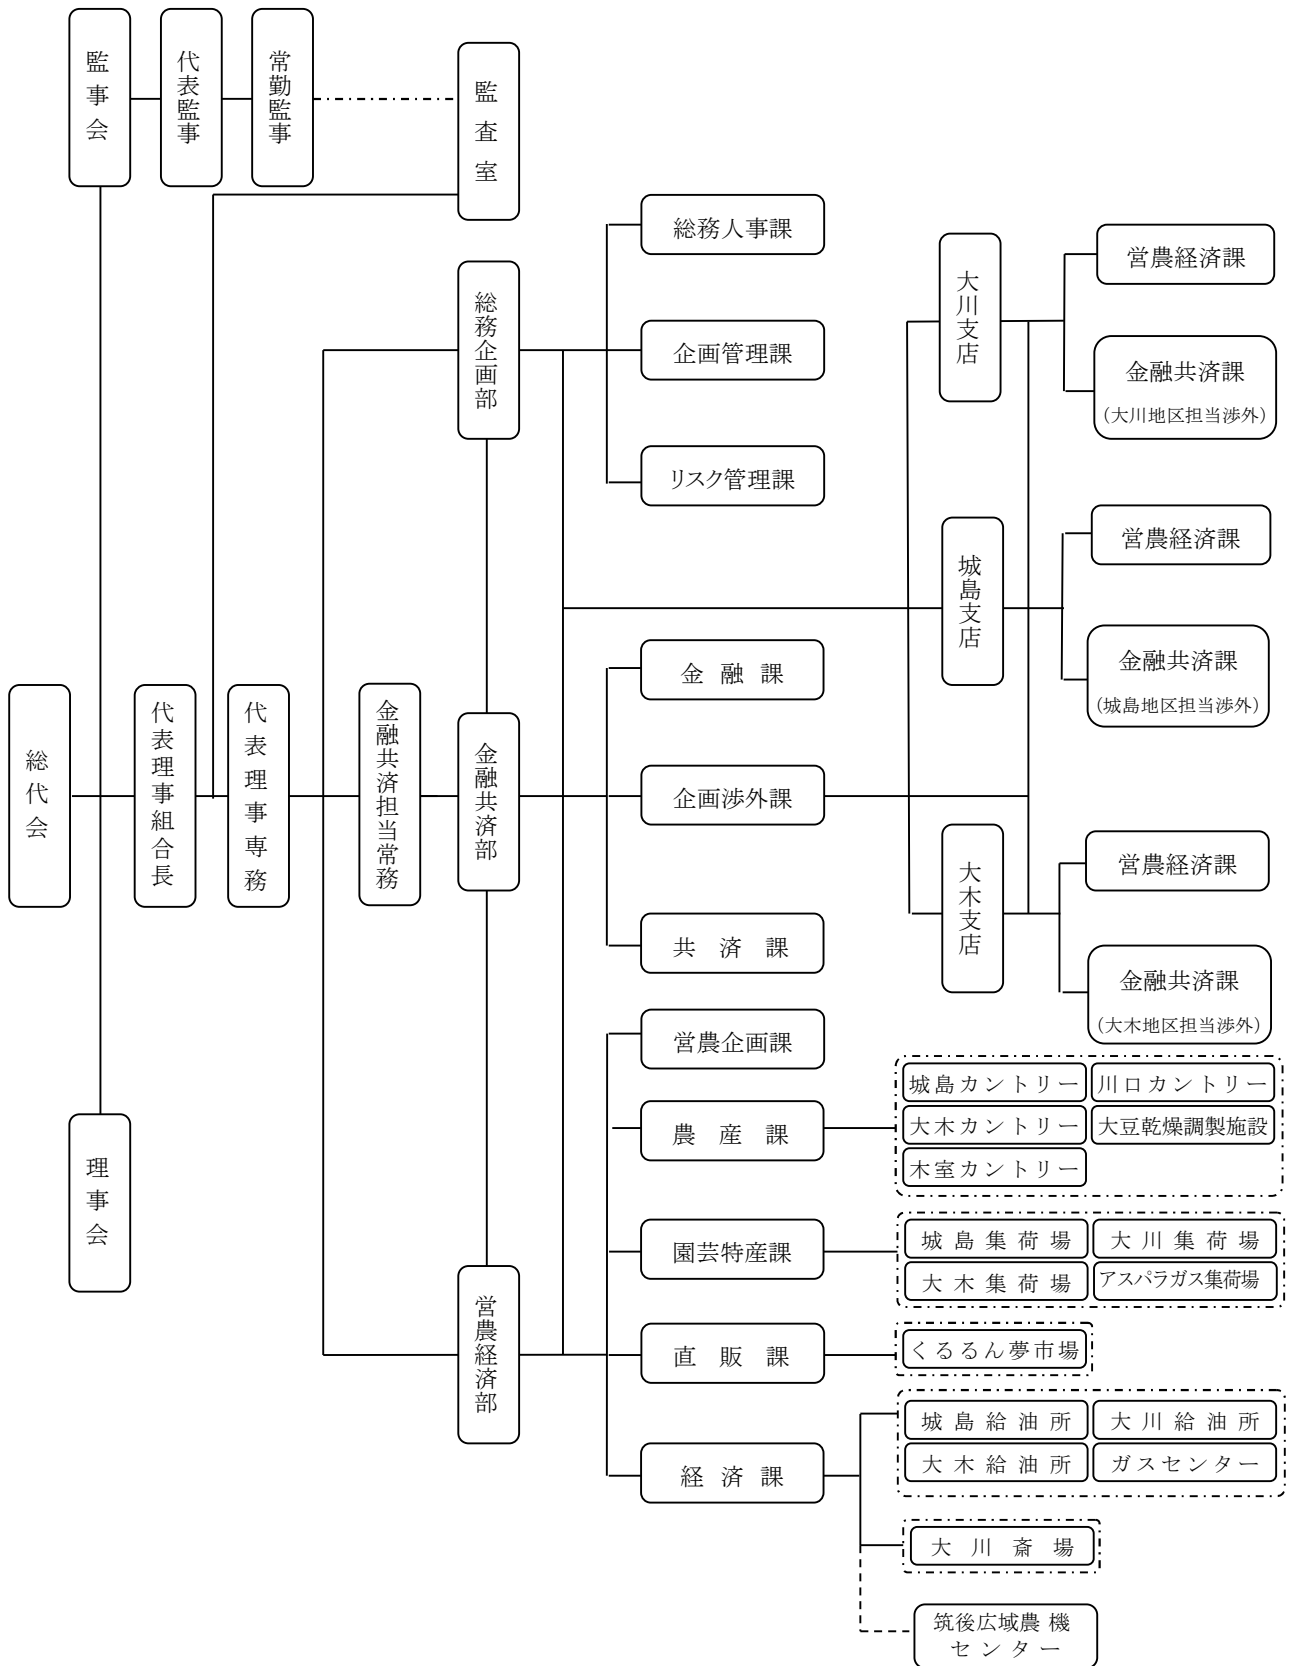 監事会
代表監事
常勤監事
監査室
総代会
代表理事組合長
代表理事専務
金融共済担当常務
理事会
総務企画部
金融共済部
営農経済部
総務人事課
企画管理課
リスク管理課
金融課
企画渉外課
共済課
営農企画課
農産課
園芸特産課
直販課
経済課
大川支店
営農経済課
金融共済課
(大川地区担当渉外)
城島支店
営農経済課
金融共済課
(城島地区担当渉外)
大木支店
営農経済課
金融共済課
(大木地区担当渉外)
城島カントリー
川口カントリー
大木カントリー
大豆乾燥調製施設
木室カントリー
城島集荷場
大川集荷場
大木集荷場
アスパラガス集荷場
くるるん夢市場
城島給油所
大川給油所
大木給油所
ガスセンター
大川斎場
筑後広域農機
センター